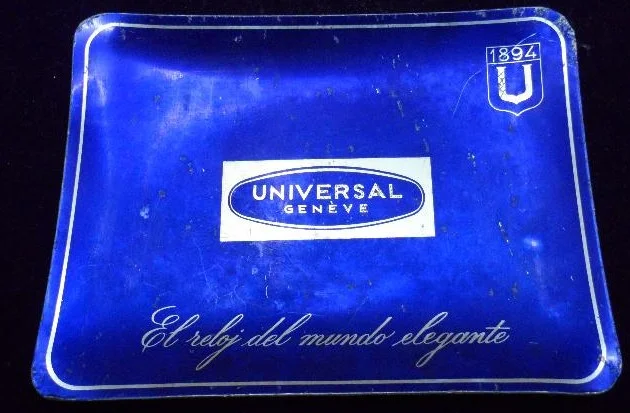 1894
U
UNIVERSAL
GENÈVE
El reloj del mundo elegante